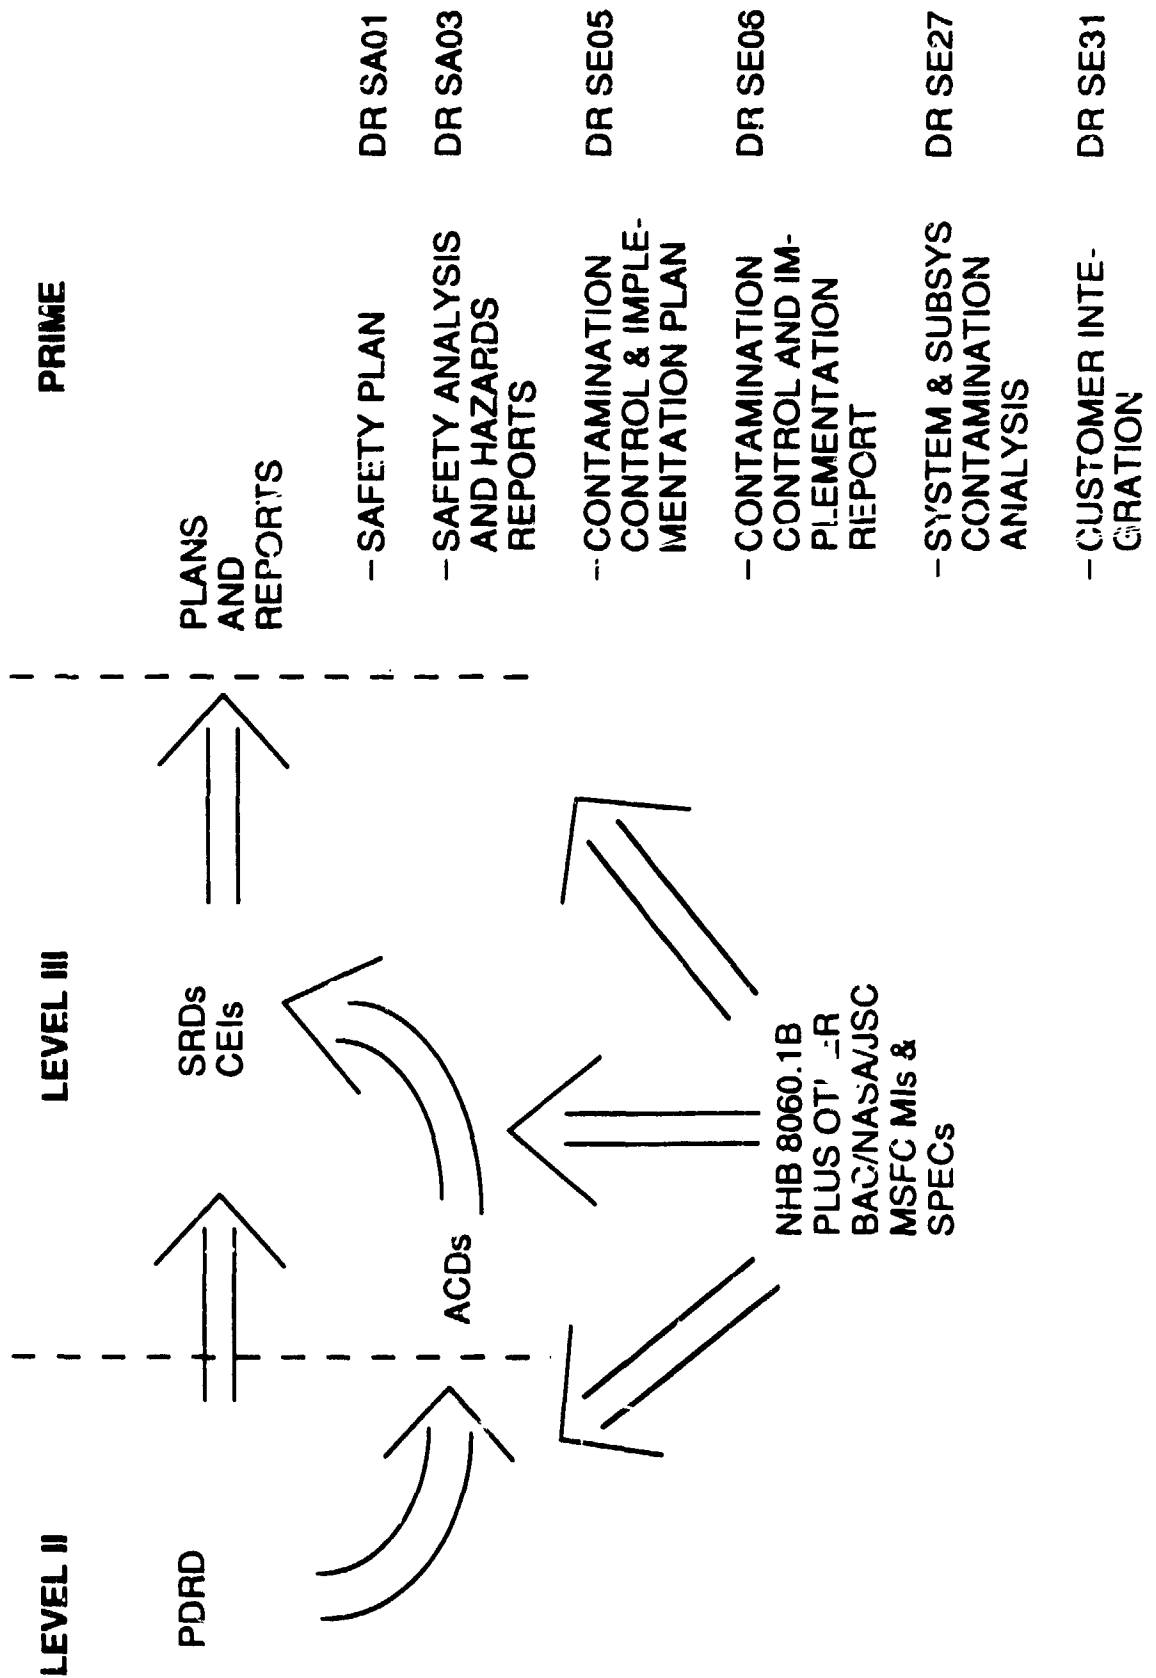 LEVEL II
LEVEL III
PRIME
PDRD
SRDs
CEIs
PLANS
AND
REPORTS
ACDs
NHB 8060.1B
PLUS
BAC/NASA/JSC
MSFC MIs &
SPECs
– SAFETY PLAN DR SA01
– SAFETY ANALYSIS DR SA03
AND HAZARDS
REPORTS
– CONTAMINATION DR SE05
CONTROL & IMPLE-
MENTATION PLAN
– CONTAMINATION DR SE06
CONTROL AND IM-
PLEMENTATION
REPORT
– SYSTEM & SUBSYS DR SE27
CONTAMINATION
ANALYSIS
– CUSTOMER INTE- DR SE31
GRATION